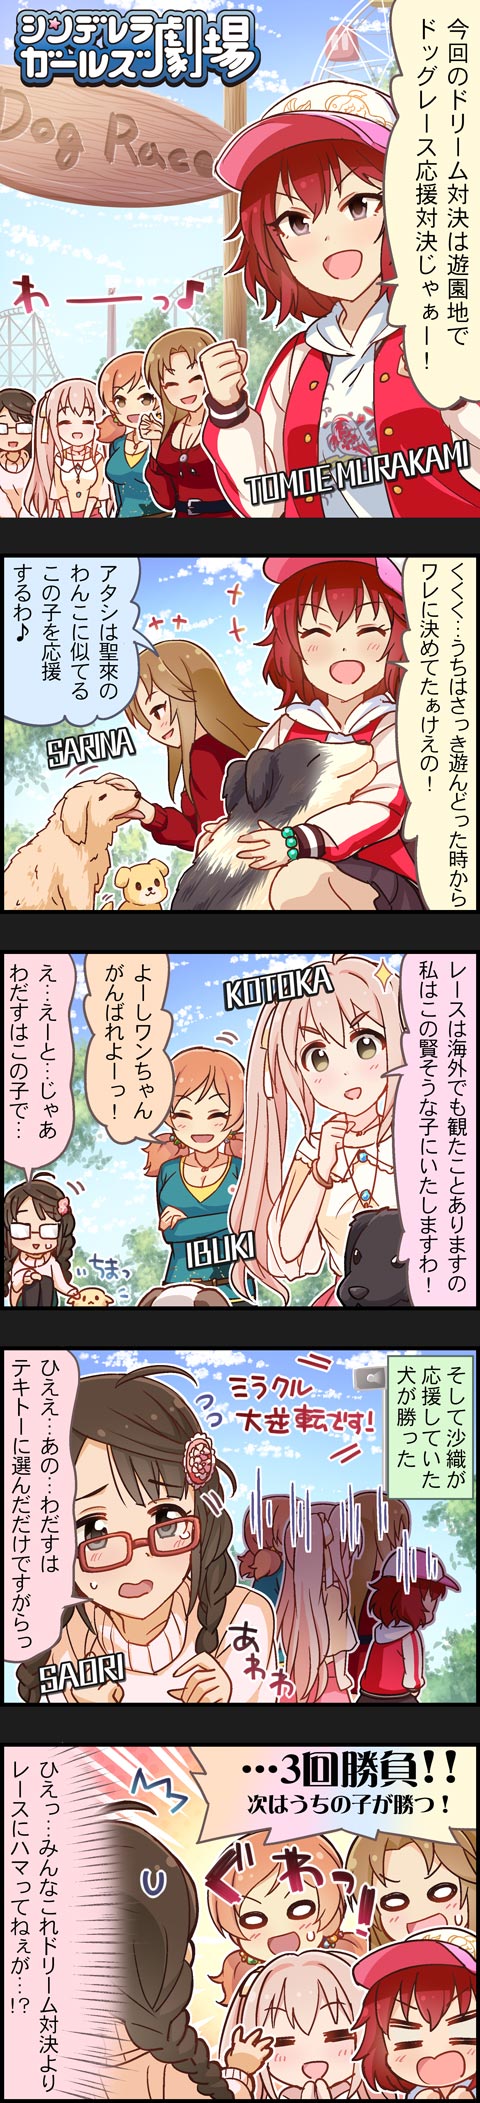 シンデレラ
ガールズ劇場
今回のドリーム対決は遊園地で
ドッグレース応援対決じゃぁー！
Dog Race
わーーっ♪
TOMOE MURAKAMI
くくく…うちはさっき遊んどった時から
ワレに決めてたぁけえの！
アタシは聖來の
わんこに似てる
この子を応援
するわ♪
SARINA
レースは海外でも観たことありますの
私はこの賢そうな子にいたしますわ！
KOTOKA
よーしワンちゃん
がんばれよーっ！
IBUKI
え…えーと…じゃあ
わだすはこの子で…
ちまっ
そして沙織が
応援していた
犬が勝った
ミラクル
大逆転です！
ひええ…あの…わだすは
テキトーに選んだだけですがらっ
あわわ
SAORI
…3回勝負！！
次はうちの子が勝つ！
ぐわっ！
ひえっ…みんなこれドリーム対決より
レースにハマってねぇが…！？